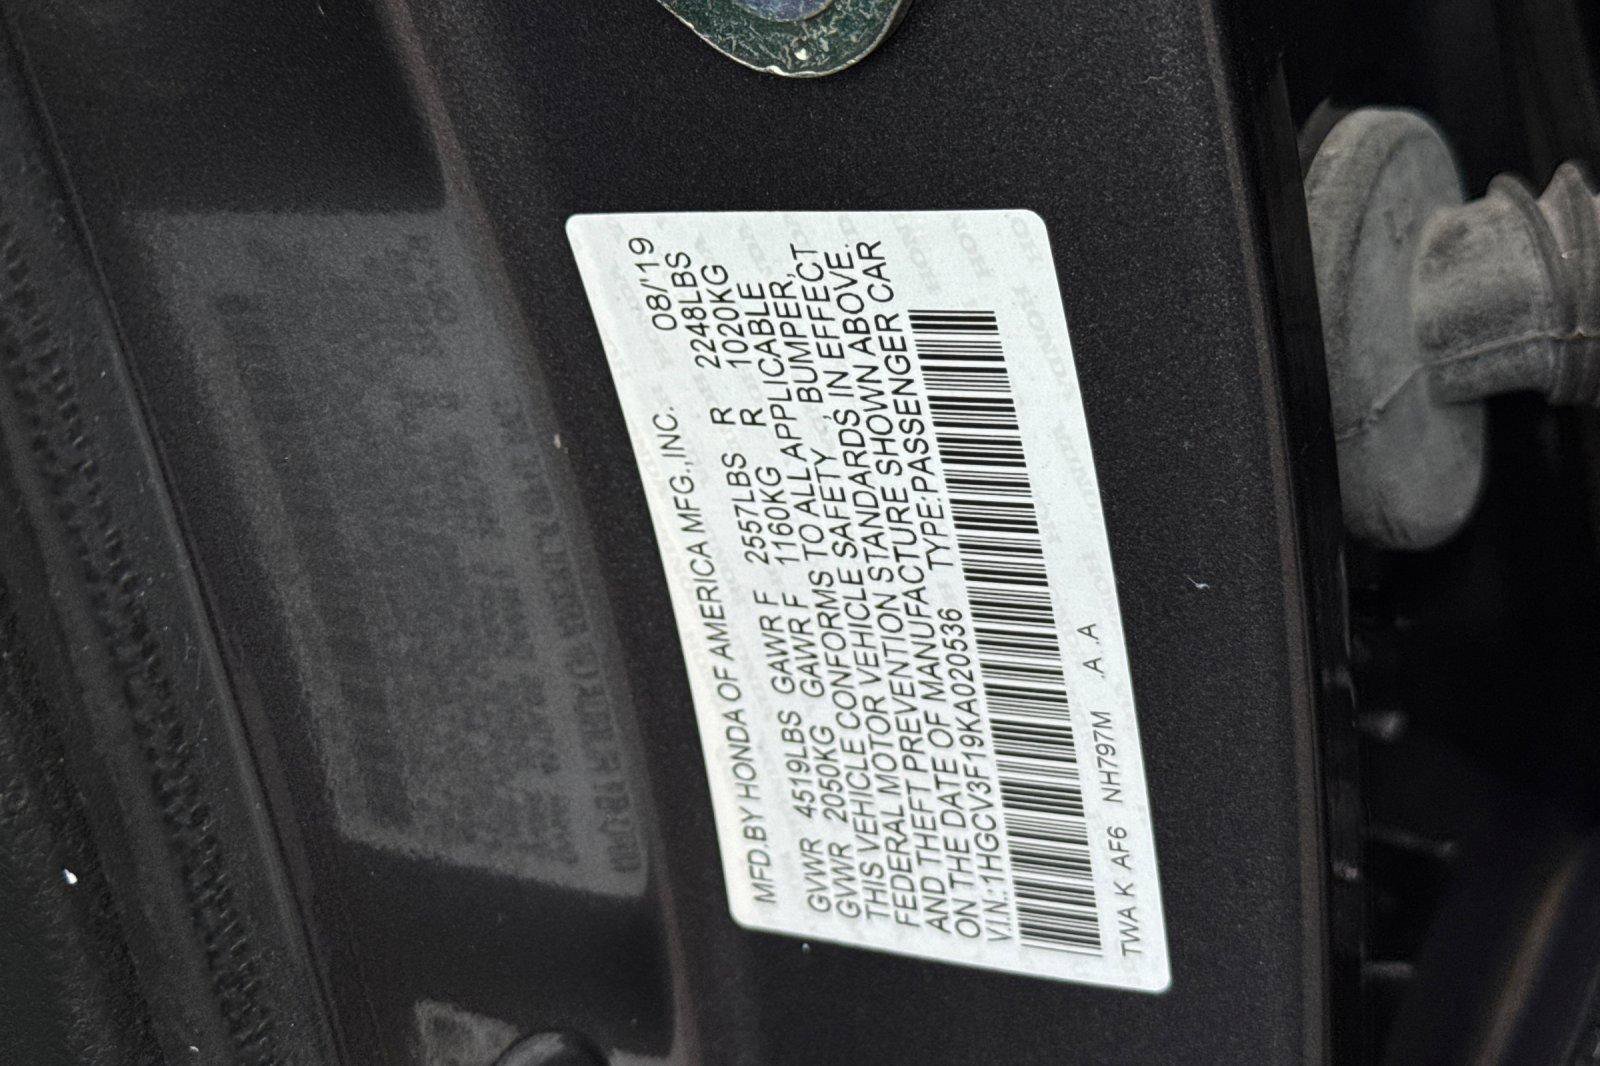 MFD. BY HONDA OF AMERICA MFG.,INC. 08/'19
GVWR 4519LBS GAWR F 2557LBS R 2248LBS
GVWR 2050KG GAWR F 1160KG R 1020KG
THIS VEHICLE CONFORMS TO ALL APPLICABLE
FEDERAL MOTOR VEHICLE SAFETY, BUMPER,
AND THEFT PREVENTION STANDARDS IN EFFECT
ON THE DATE OF MANUFACTURE SHOWN ABOVE.
V.I.N.:1HGCV3F19KA020536 TYPE:PASSENGER CAR
TWA K AF6 NH797M .A .A